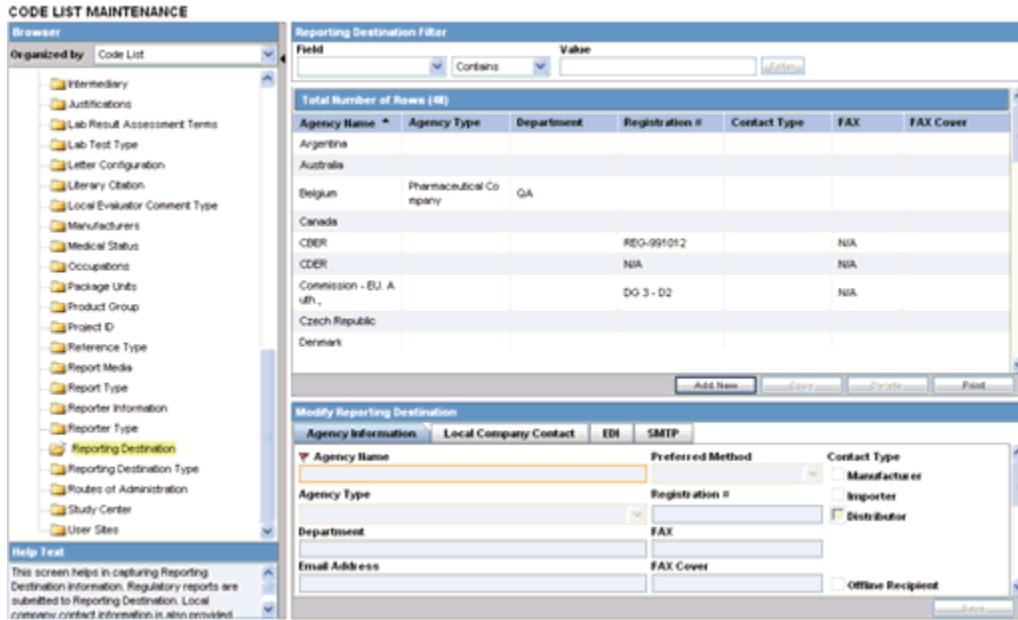 CODE LIST MAINTENANCE
Browser
Organized by Code List
Intermediary
Justifications
Lab Result Assessment Terms
Lab Test Type
Letter Configuration
Literary Citation
Local Evaluator Comment Type
Manufacturers
Medical Status
Occupations
Package Units
Product Group
Project ID
Reference Type
Report Media
Report Type
Reporter Information
Reporter Type
Reporting Destination
Reporting Destination Type
Routes of Administration
Study Center
User Sites
Help Text
This screen helps in capturing Reporting
Destination information. Regulatory reports are
submitted to Reporting Destination. Local
company contact information is also provided
Reporting Destination Filter
Field Value
Contains
Total Number of Rows (48)
Agency Name Agency Type Department Registration # Contact Type FAX FAX Cover
Argentina
Australia
Belgium Pharmaceutical Co
mpany QA
Canada
CBER REG-991012 N/A
CDER N/A N/A
Commission - EU. A
uth., DG 3 - D2 N/A
Czech Republic
Denmark
Add New Copy Delete Print
Modify Reporting Destination
Agency Information Local Company Contact EDI SMTP
Agency Name Preferred Method Contact Type
Manufacturer
Agency Type Registration # Importer
Distributor
Department FAX
Email Address FAX Cover
Offline Recipient
Save